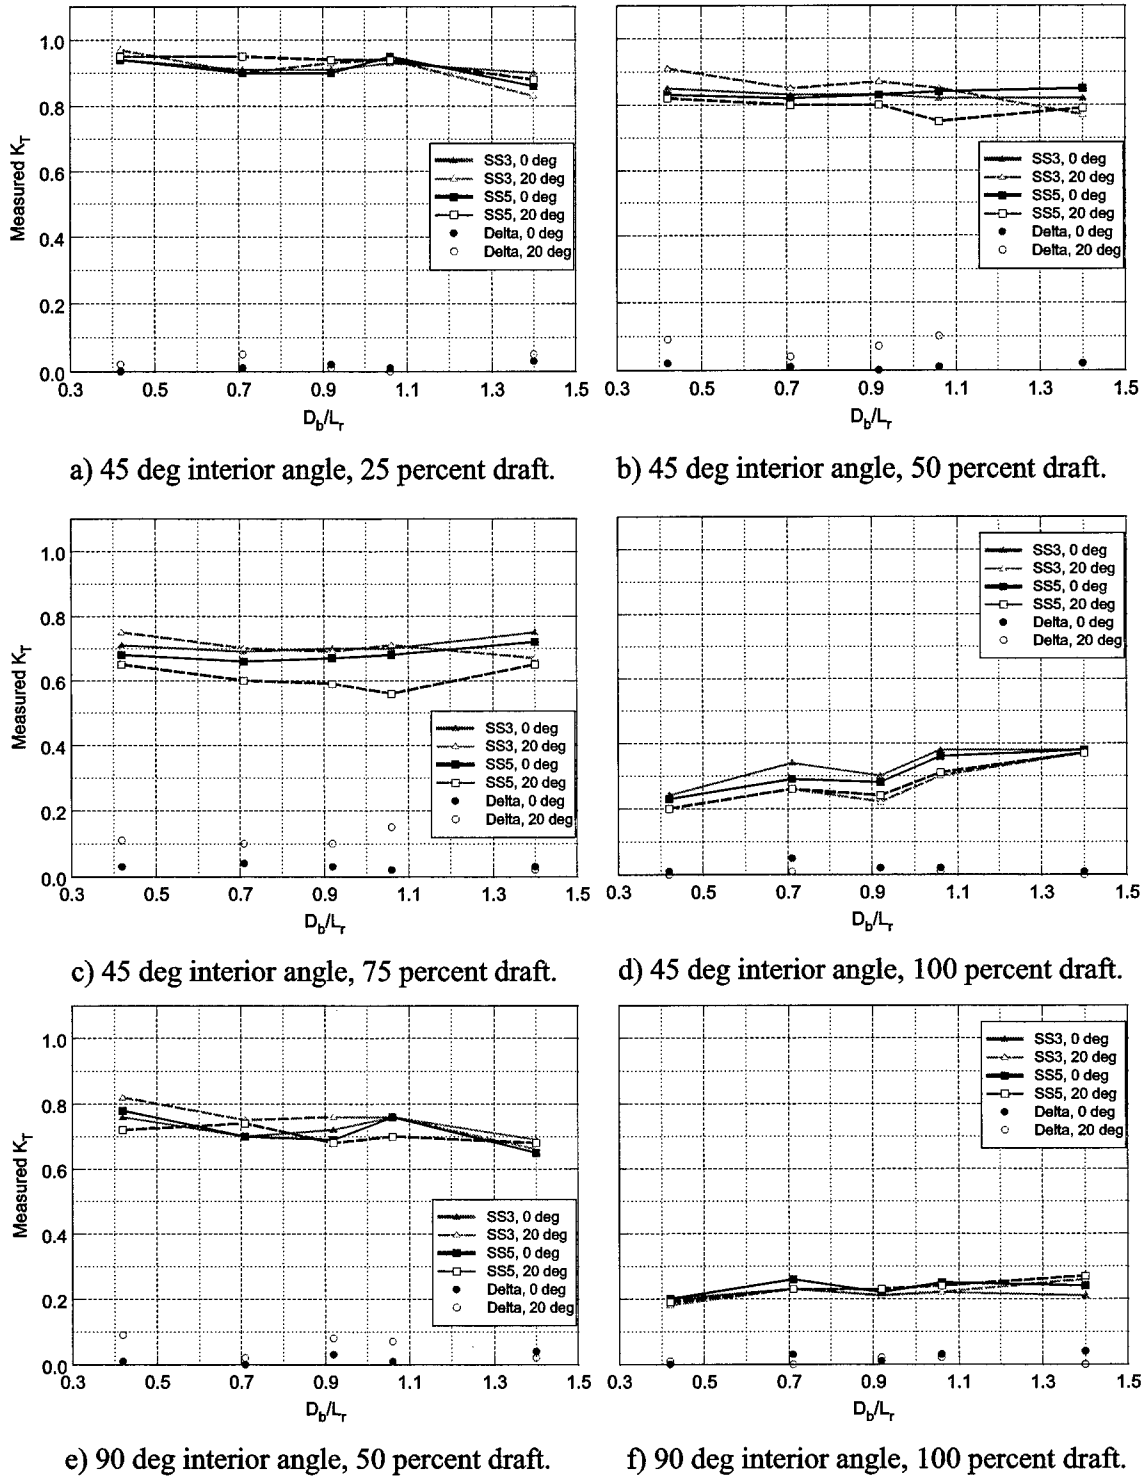 1.0
0.8
0.6
0.4
0.2
0.0
Measured K_T
SS3, 0 deg
SS3, 20 deg
SS5, 0 deg
SS5, 20 deg
Delta, 0 deg
Delta, 20 deg
0.3 0.5 0.7 0.9 1.1 1.3 1.5
D_b/L_r
a) 45 deg interior angle, 25 percent draft.
SS3, 0 deg
SS3, 20 deg
SS5, 0 deg
SS5, 20 deg
Delta, 0 deg
Delta, 20 deg
0.3 0.5 0.7 0.9 1.1 1.3 1.5
D_b/L_r
b) 45 deg interior angle, 50 percent draft.
1.0
0.8
0.6
0.4
0.2
0.0
Measured K_T
SS3, 0 deg
SS3, 20 deg
SS5, 0 deg
SS5, 20 deg
Delta, 0 deg
Delta, 20 deg
0.3 0.5 0.7 0.9 1.1 1.3 1.5
D_b/L_r
c) 45 deg interior angle, 75 percent draft.
SS3, 0 deg
SS3, 20 deg
SS5, 0 deg
SS5, 20 deg
Delta, 0 deg
Delta, 20 deg
0.3 0.5 0.7 0.9 1.1 1.3 1.5
D_b/L_r
d) 45 deg interior angle, 100 percent draft.
1.0
0.8
0.6
0.4
0.2
0.0
Measured K_T
SS3, 0 deg
SS3, 20 deg
SS5, 0 deg
SS5, 20 deg
Delta, 0 deg
Delta, 20 deg
0.3 0.5 0.7 0.9 1.1 1.3 1.5
D_b/L_r
e) 90 deg interior angle, 50 percent draft.
SS3, 0 deg
SS3, 20 deg
SS5, 0 deg
SS5, 20 deg
Delta, 0 deg
Delta, 20 deg
0.3 0.5 0.7 0.9 1.1 1.3 1.5
D_b/L_r
f) 90 deg interior angle, 100 percent draft.